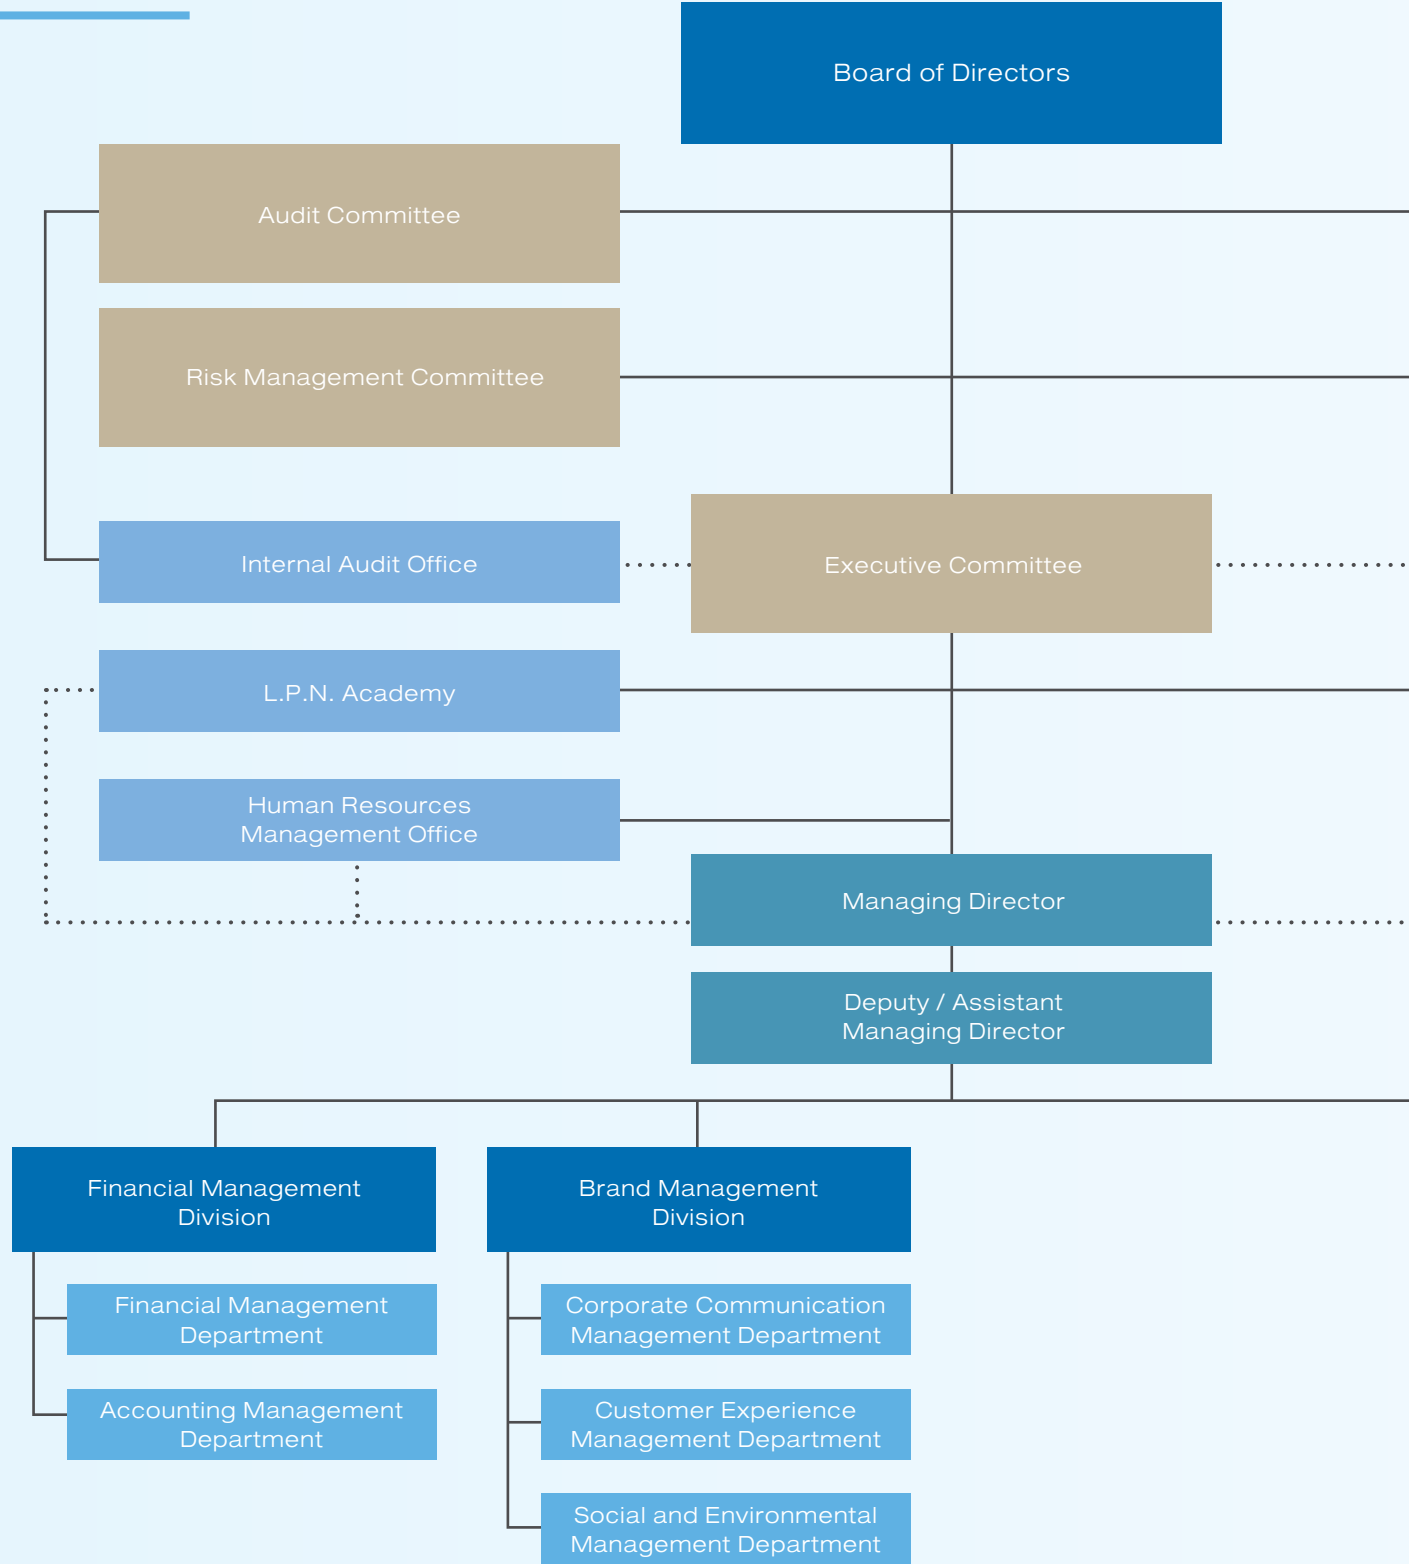 Board of Directors
Audit Committee
Risk Management Committee
Internal Audit Office
Executive Committee
L.P.N. Academy
Human Resources
Management Office
Managing Director
Deputy / Assistant
Managing Director
Financial Management
Division
Brand Management
Division
Financial Management
Department
Corporate Communication
Management Department
Accounting Management
Department
Customer Experience
Management Department
Social and Environmental
Management Department